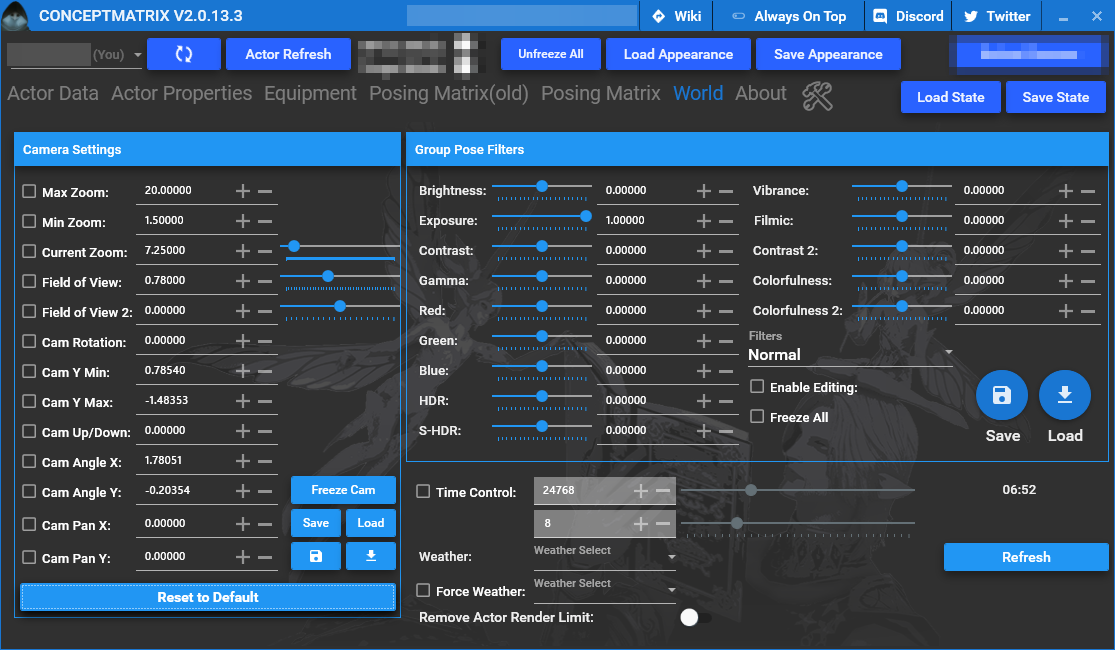 CONCEPTMATRIX V2.0.13.3
Wiki
Always On Top
Discord
Twitter
(You)
Actor Refresh
Unfreeze All
Load Appearance
Save Appearance
Actor Data
Actor Properties
Equipment
Posing Matrix(old)
Posing Matrix
World
About
Load State
Save State
Camera Settings
Max Zoom: 20.00000
Min Zoom: 1.50000
Current Zoom: 7.25000
Field of View: 0.78000
Field of View 2: 0.00000
Cam Rotation: 0.00000
Cam Y Min: 0.78540
Cam Y Max: -1.48353
Cam Up/Down: 0.00000
Cam Angle X: 1.78051
Cam Angle Y: -0.20354
Freeze Cam
Cam Pan X: 0.00000
Save
Load
Cam Pan Y: 0.00000
Reset to Default
Group Pose Filters
Brightness: 0.00000
Exposure: 1.00000
Contrast: 0.00000
Gamma: 0.00000
Red: 0.00000
Green: 0.00000
Blue: 0.00000
HDR: 0.00000
S-HDR: 0.00000
Vibrance: 0.00000
Filmic: 0.00000
Contrast 2: 0.00000
Colorfulness: 0.00000
Colorfulness 2: 0.00000
Filters
Normal
Enable Editing:
Freeze All
Save
Load
Time Control: 24768
06:52
8
Weather:
Weather Select
Refresh
Force Weather:
Weather Select
Remove Actor Render Limit: